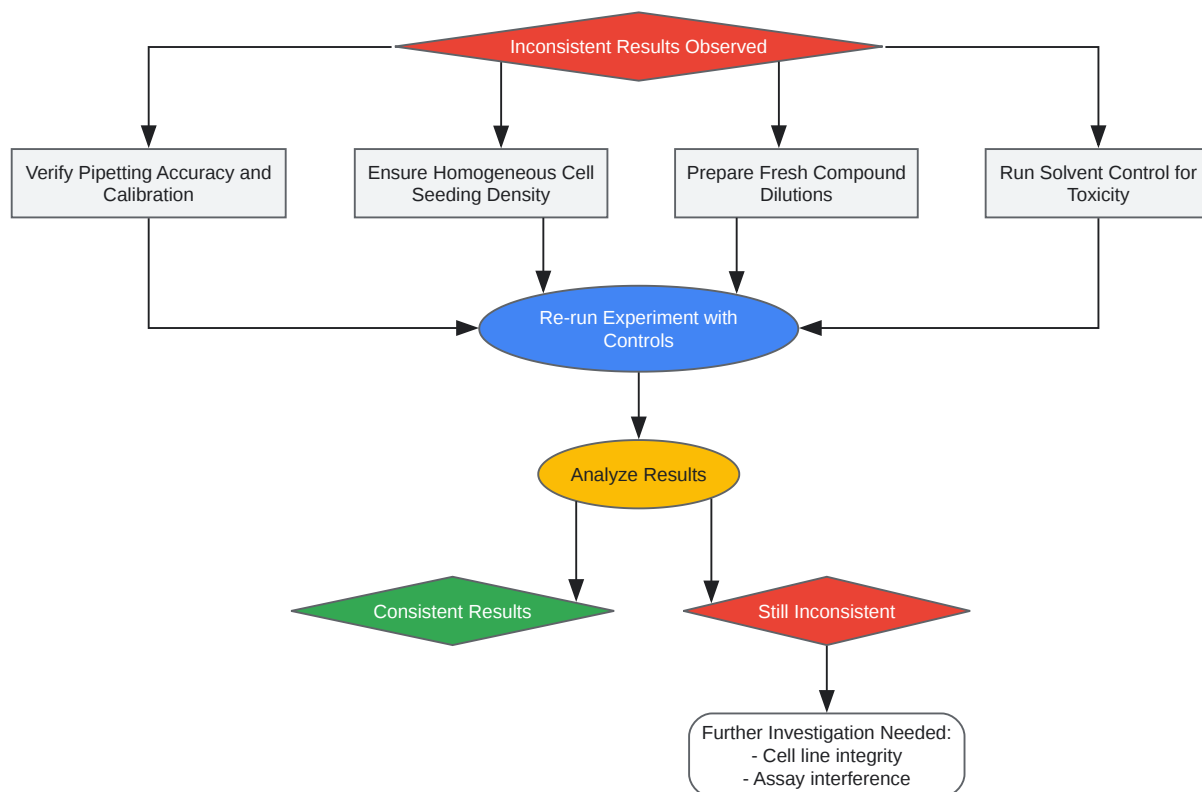 Inconsistent Results Observed
Verify Pipetting Accuracy and
Calibration
Ensure Homogeneous Cell
Seeding Density
Prepare Fresh Compound
Dilutions
Run Solvent Control for
Toxicity
Re-run Experiment with
Controls
Analyze Results
Consistent Results
Still Inconsistent
Further Investigation Needed:
- Cell line integrity
- Assay interference